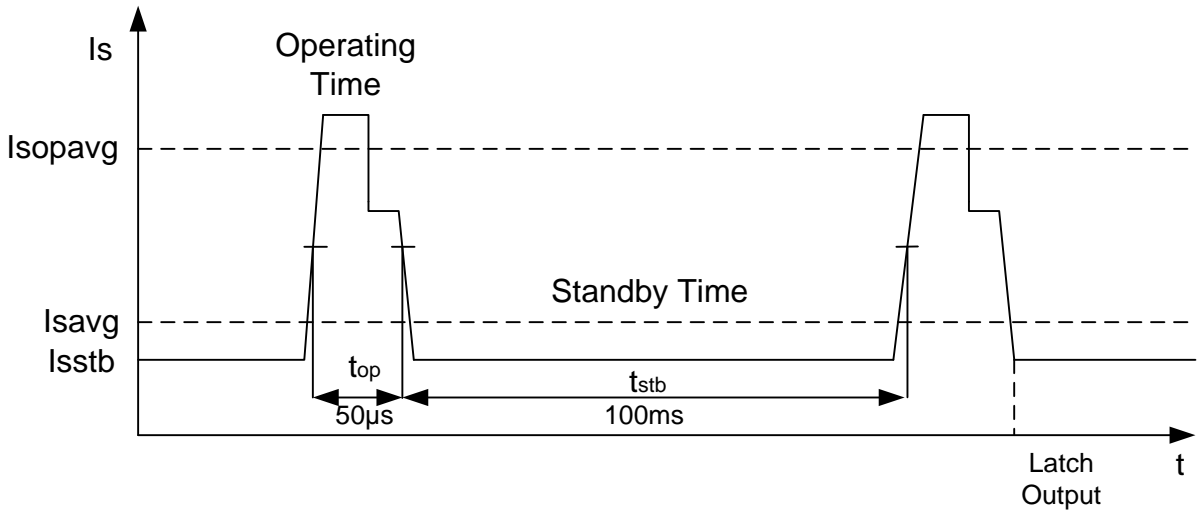 Is
Operating
Time
Isopavg
Standby Time
Isavg
Isstb
top
50µs
tstb
100ms
t
Latch
Output